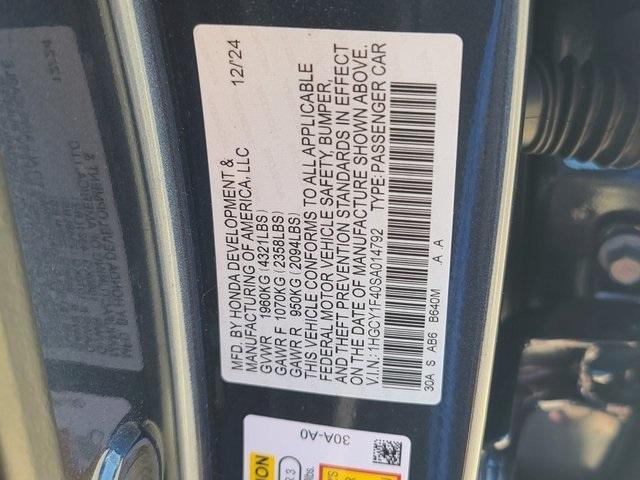 MFD. BY HONDA DEVELOPMENT & 12/'24
MANUFACTURING OF AMERICA, LLC
GVWR 1960KG (4321LBS)
GAWR F 1070KG (2358LBS)
GAWR R 950KG (2094LBS)
THIS VEHICLE CONFORMS TO ALL APPLICABLE
FEDERAL MOTOR VEHICLE SAFETY, BUMPER,
AND THEFT PREVENTION STANDARDS IN EFFECT
ON THE DATE OF MANUFACTURE SHOWN ABOVE.
V.I.N.: 1HGCY1F40SA014792 TYPE: PASSENGER CAR
30A S AB6 B640M A A
30A-A0